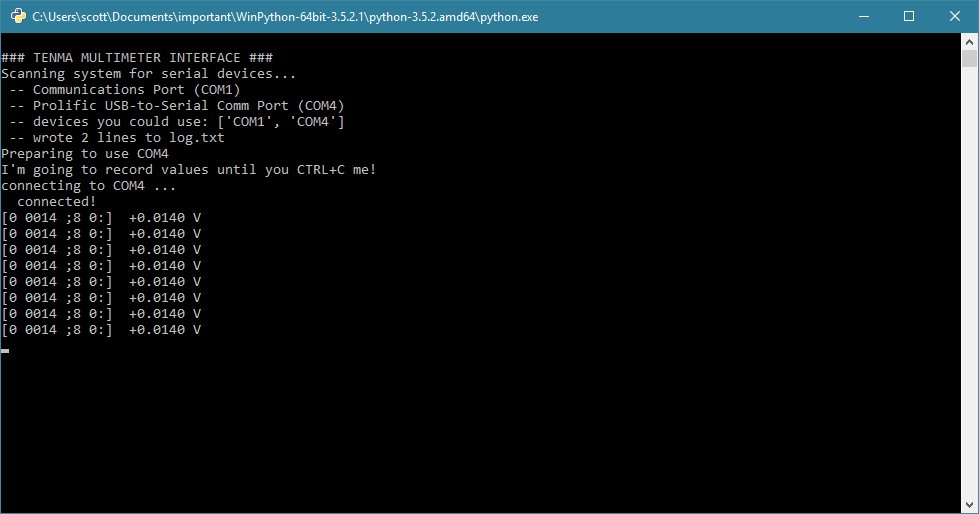 C:\Users\scott\Documents\important\WinPython-64bit-3.5.2.1\python-3.5.2.amd64\python.exe
### TENMA MULTIMETER INTERFACE ###
Scanning system for serial devices...
 -- Communications Port (COM1)
 -- Prolific USB-to-Serial Comm Port (COM4)
 -- devices you could use: ['COM1', 'COM4']
 -- wrote 2 lines to log.txt
Preparing to use COM4
I'm going to record values until you CTRL+C me!
connecting to COM4 ...
  connected!
[0 0014 ;8 0:]  +0.0140 V
[0 0014 ;8 0:]  +0.0140 V
[0 0014 ;8 0:]  +0.0140 V
[0 0014 ;8 0:]  +0.0140 V
[0 0014 ;8 0:]  +0.0140 V
[0 0014 ;8 0:]  +0.0140 V
[0 0014 ;8 0:]  +0.0140 V
[0 0014 ;8 0:]  +0.0140 V